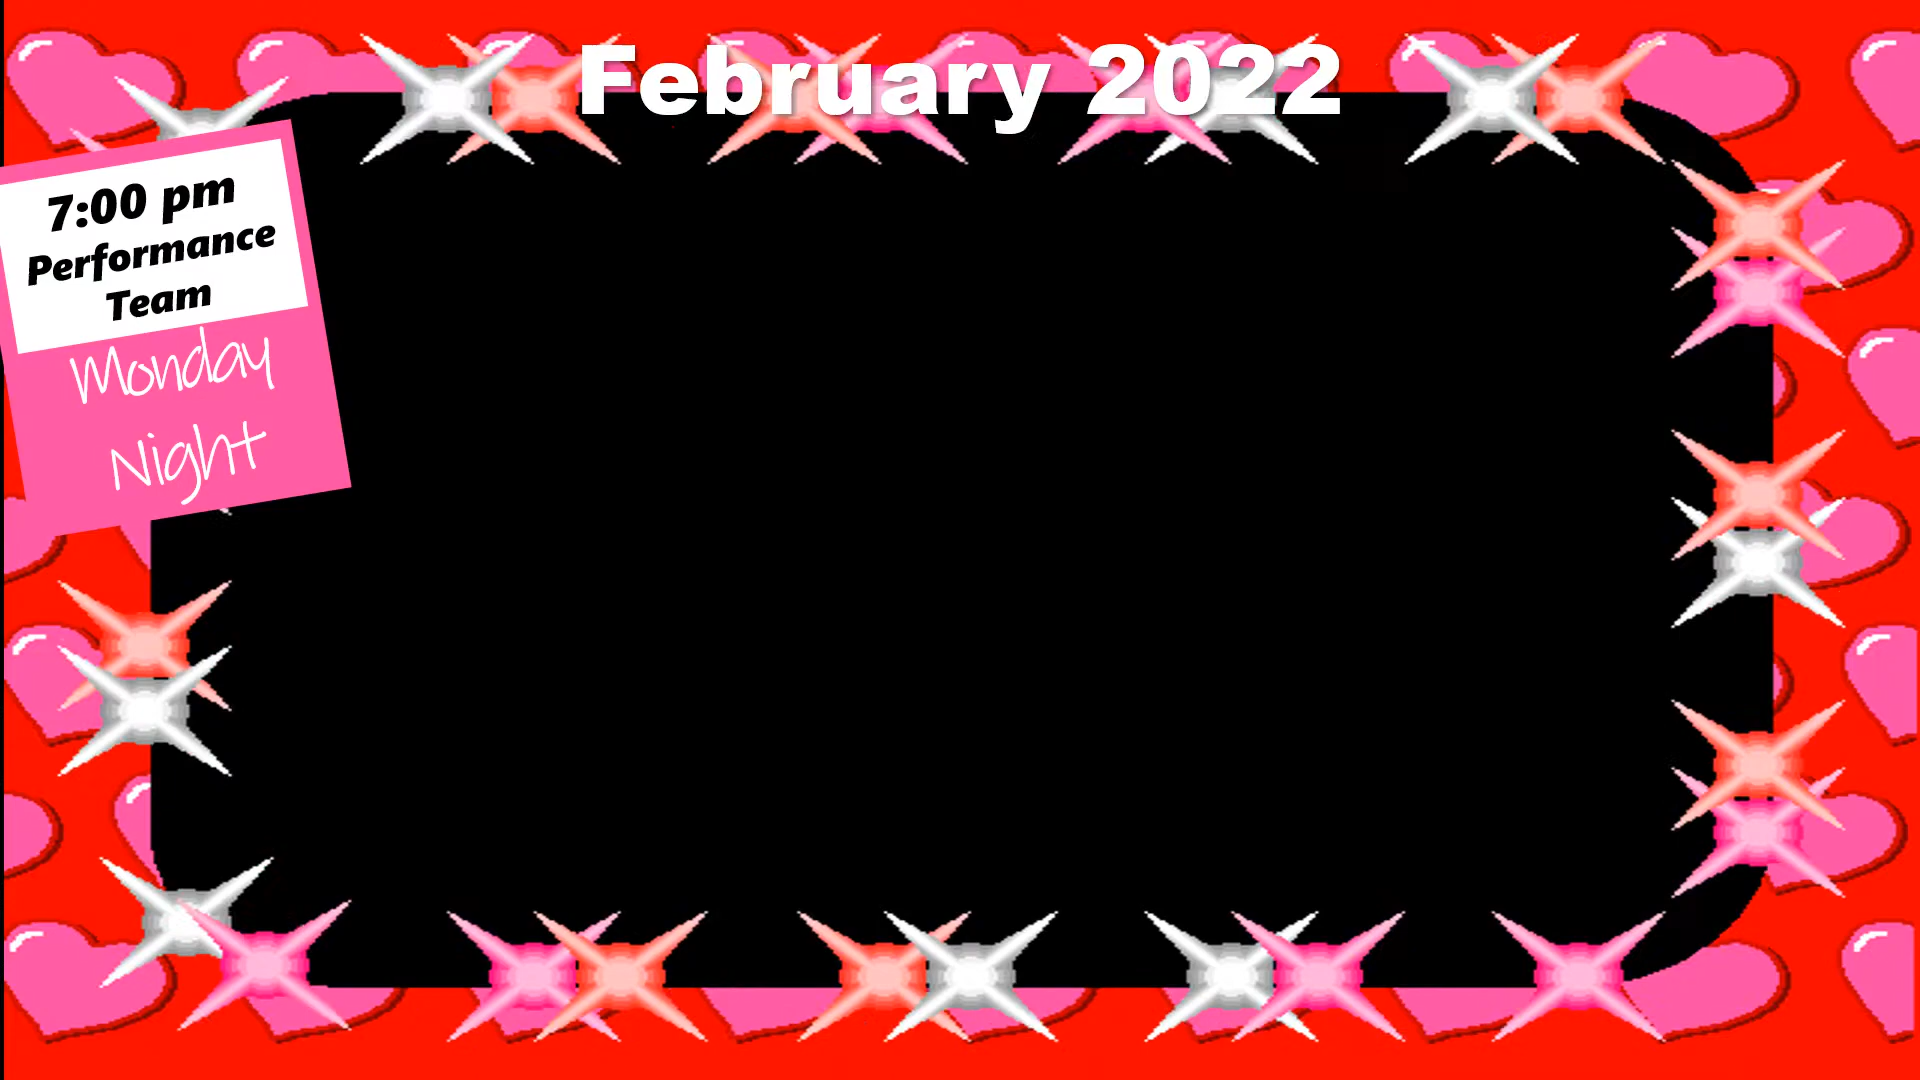 February 2022
7:00 pm
Performance
Team
Monday
Night